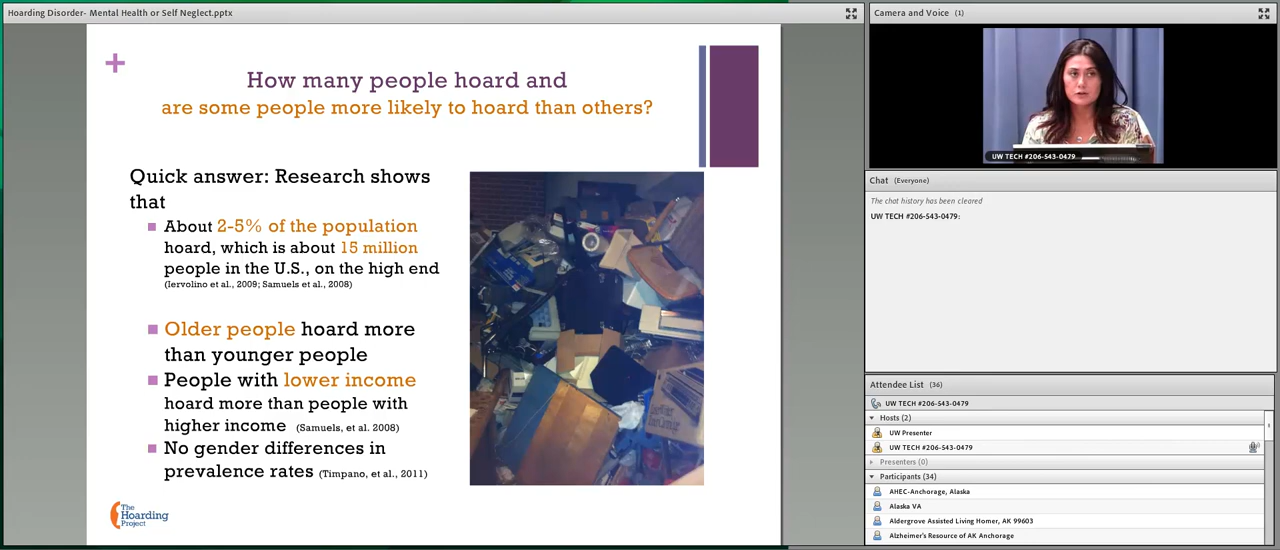 Hoarding Disorder- Mental Health or Self Neglect.pptx
+
How many people hoard and
are some people more likely to hoard than others?
Quick answer: Research shows
that
About 2-5% of the population
hoard, which is about 15 million
people in the U.S., on the high end
(Iervolino et al., 2009; Samuels et al., 2008)
Older people hoard more
than younger people
People with lower income
hoard more than people with
higher income (Samuels, et al. 2008)
No gender differences in
prevalence rates (Timpano, et al., 2011)
The
Hoarding
Project
Camera and Voice (1)
UW TECH #206-543-0479
Chat (Everyone)
The chat history has been cleared
UW TECH #206-543-0479:
Attendee List (36)
UW TECH #206-543-0479
Hosts (2)
UW Presenter
UW TECH #206-543-0479
Presenters (0)
Participants (34)
AHEC-Anchorage, Alaska
Alaska VA
Aldergrove Assisted Living Homer, AK 99603
Alzheimer's Resource of AK Anchorage